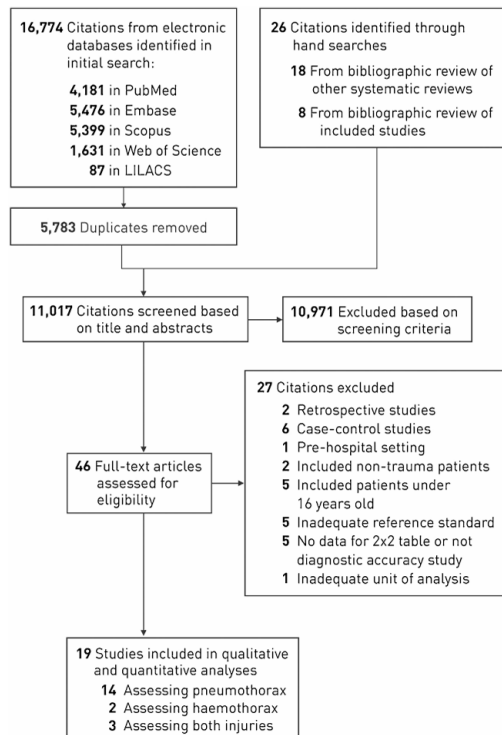 16,774 Citations from electronic
databases identified in
initial search:
4,181 in PubMed
5,476 in Embase
5,399 in Scopus
1,631 in Web of Science
87 in LILACS
26 Citations identified through
hand searches
18 From bibliographic review of
other systematic reviews
8 From bibliographic review of
included studies
5,783 Duplicates removed
11,017 Citations screened based
on title and abstracts
10,971 Excluded based on
screening criteria
46 Full-text articles
assessed for
eligibility
27 Citations excluded
2 Retrospective studies
6 Case-control studies
1 Pre-hospital setting
2 Included non-trauma patients
5 Included patients under
16 years old
5 Inadequate reference standard
5 No data for 2x2 table or not
diagnostic accuracy study
1 Inadequate unit of analysis
19 Studies included in qualitative
and quantitative analyses
14 Assessing pneumothorax
2 Assessing haemothorax
3 Assessing both injuries